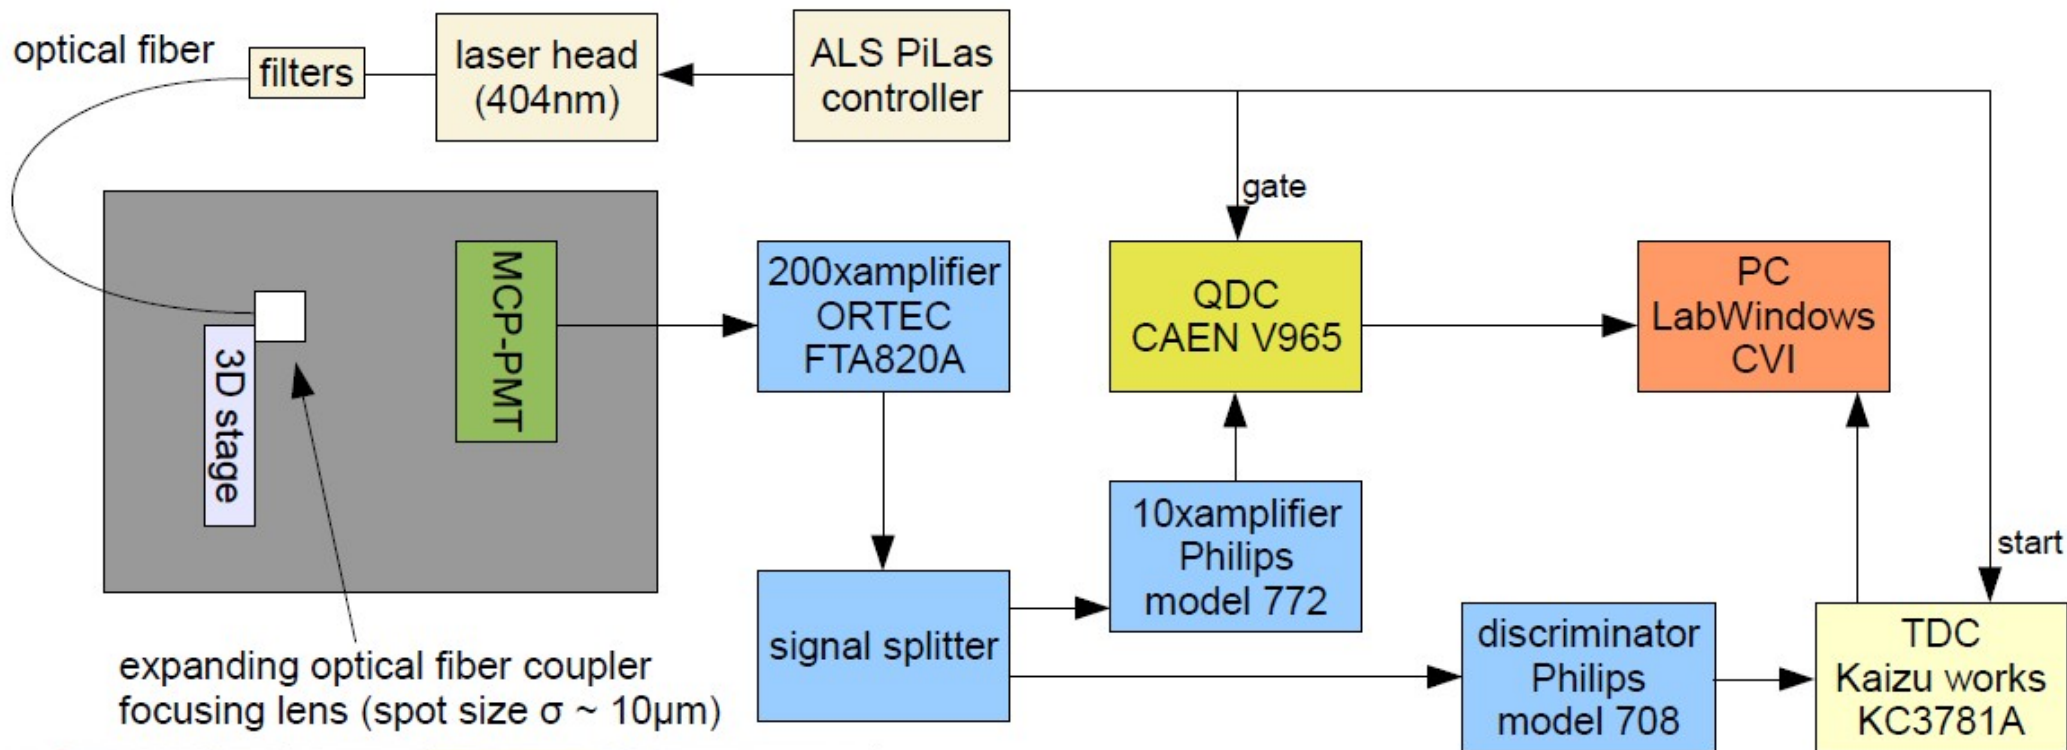 optical fiber
filters
laser head
(404nm)
ALS PiLas
controller
gate
MCP-PMT
3D stage
200xamplifier
ORTEC
FTA820A
QDC
CAEN V965
PC
LabWindows
CVI
10xamplifier
Philips
model 772
start
signal splitter
discriminator
Philips
model 708
TDC
Kaizu works
KC3781A
expanding optical fiber coupler
focusing lens (spot size σ ~ 10μm)